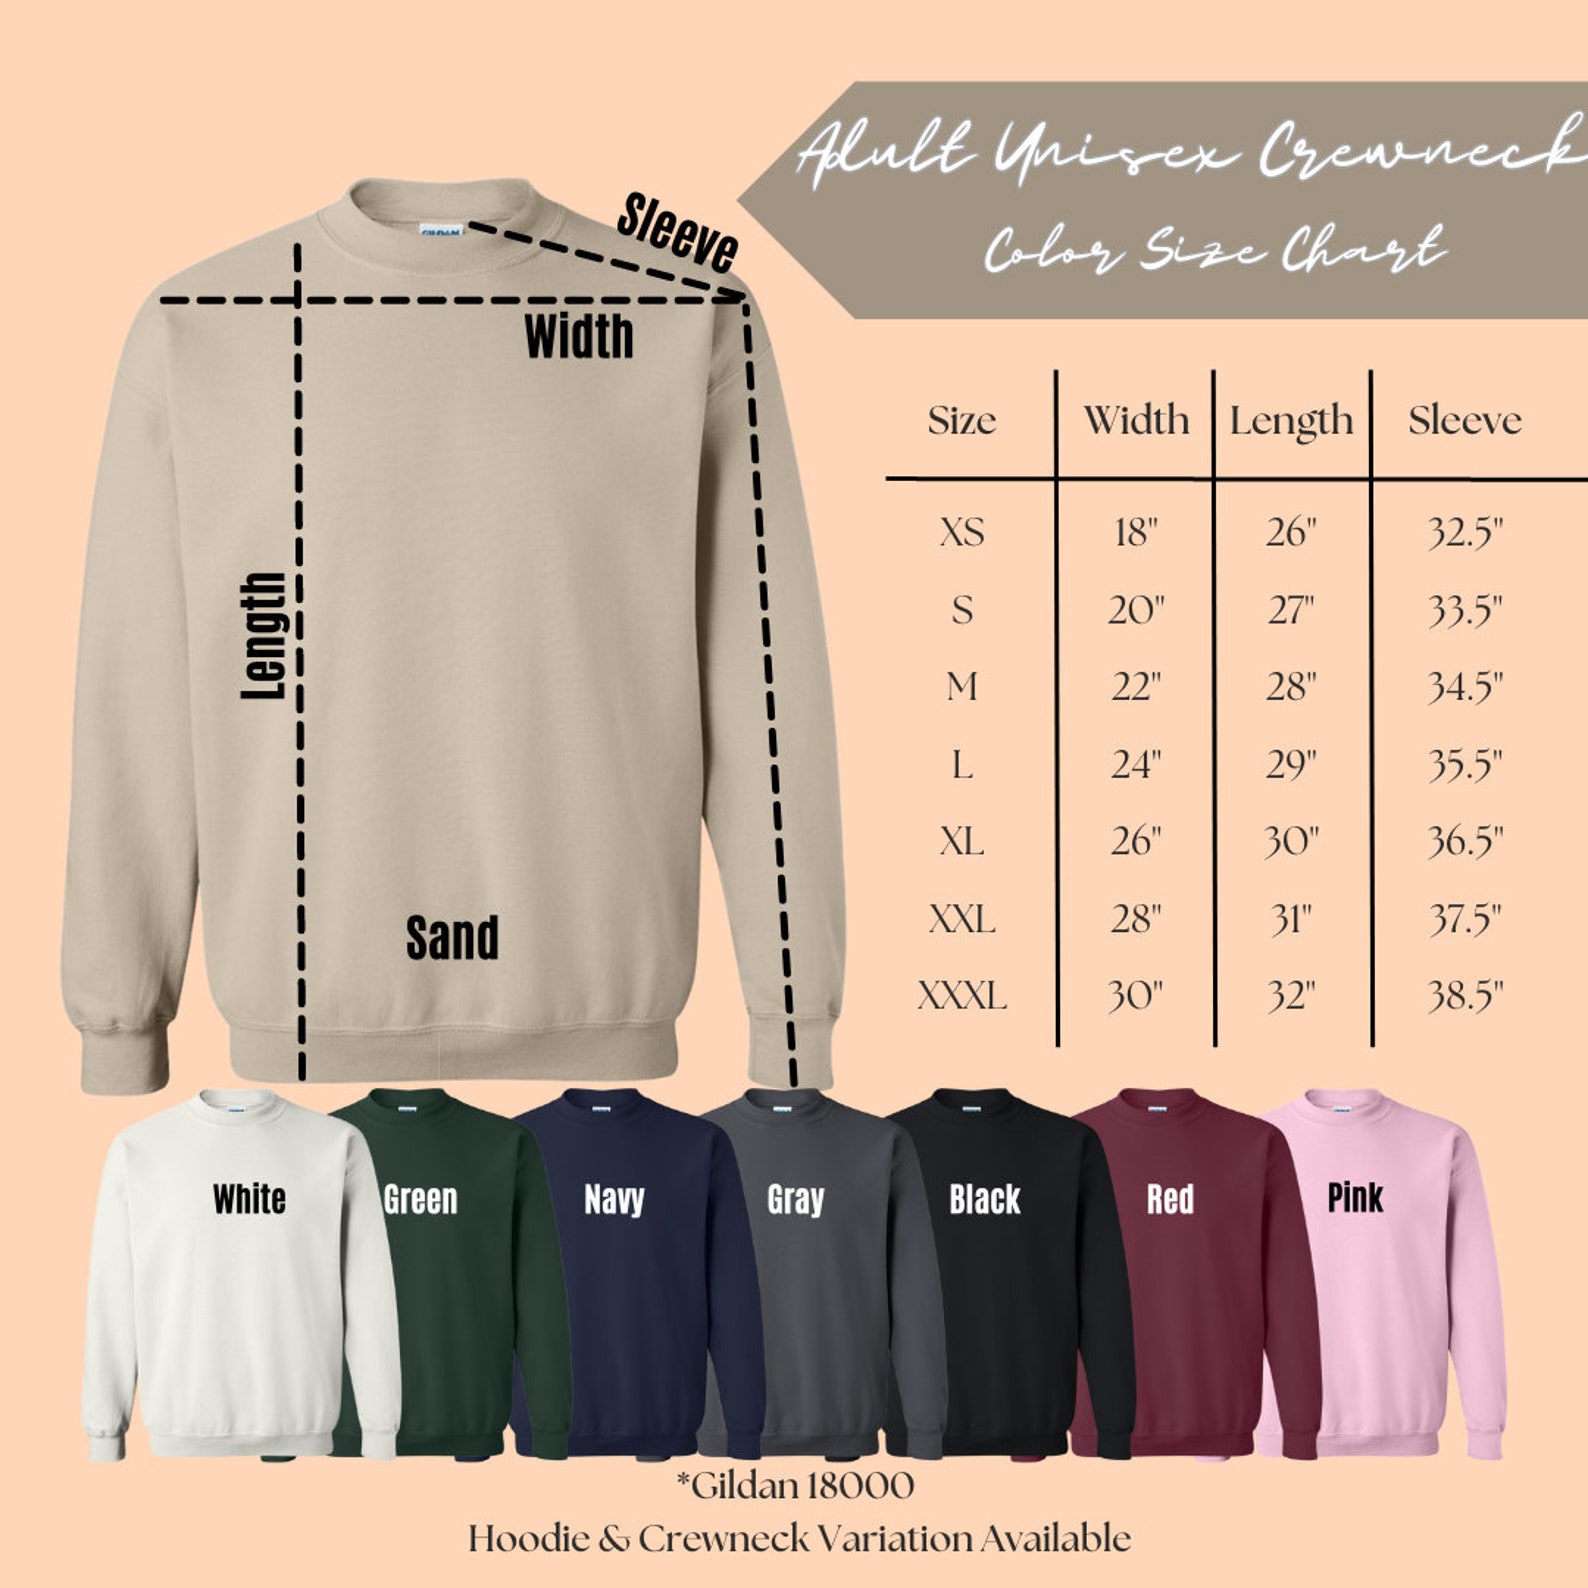 Adult Unisex Crewneck
Color Size Chart
Sleeve
Width
Length
Sand
GILDAN
Size Width Length Sleeve
XS 18" 26" 32.5"
S 20" 27" 33.5"
M 22" 28" 34.5"
L 24" 29" 35.5"
XL 26" 30" 36.5"
XXL 28" 31" 37.5"
XXXL 30" 32" 38.5"
White
Green
Navy
Gray
Black
Red
Pink
*Gildan 18000
Hoodie & Crewneck Variation Available